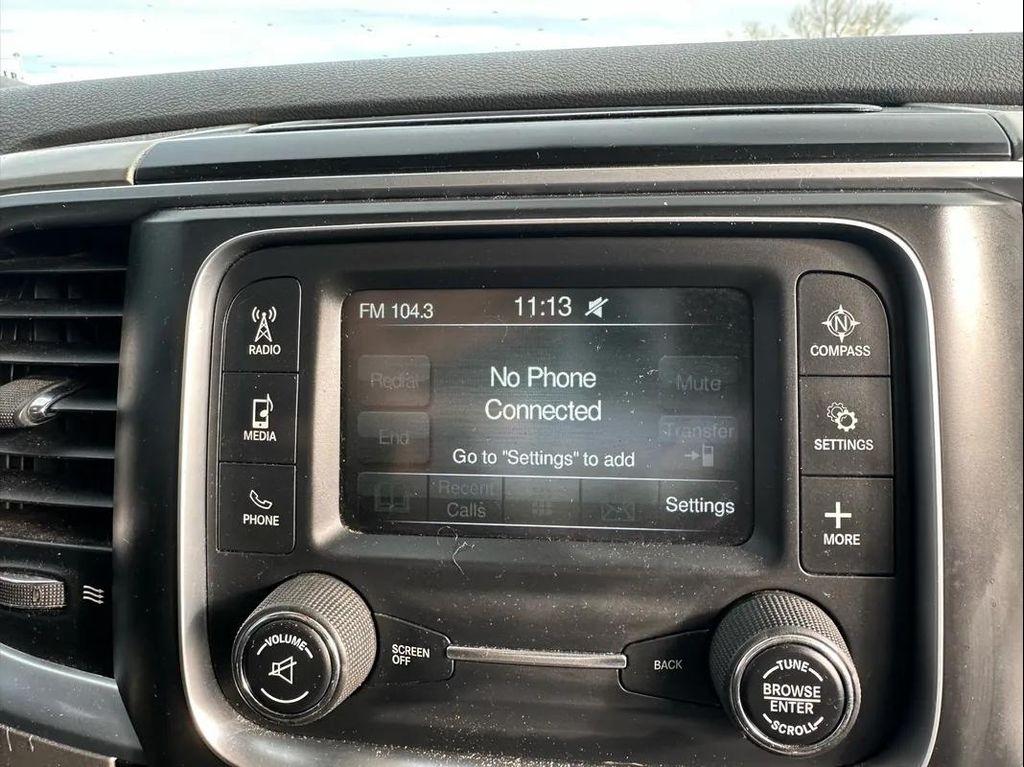 FM 104.3
11:13
Redial
No Phone
Connected
Mute
End
Transfer
Go to "Settings" to add
Recent
Calls
Settings
RADIO
MEDIA
PHONE
N
COMPASS
SETTINGS
MORE
VOLUME
SCREEN
OFF
BACK
TUNE
BROWSE
ENTER
SCROLL